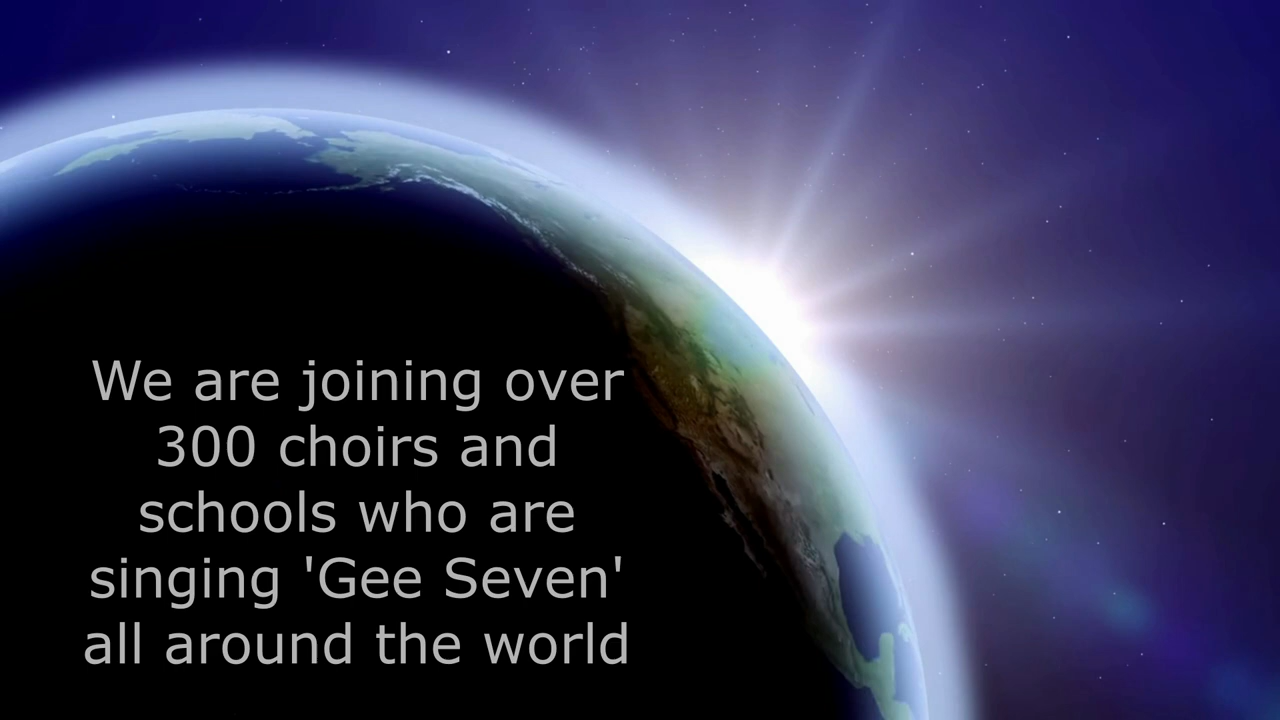 We are joining over
300 choirs and
schools who are
singing 'Gee Seven'
all around the world